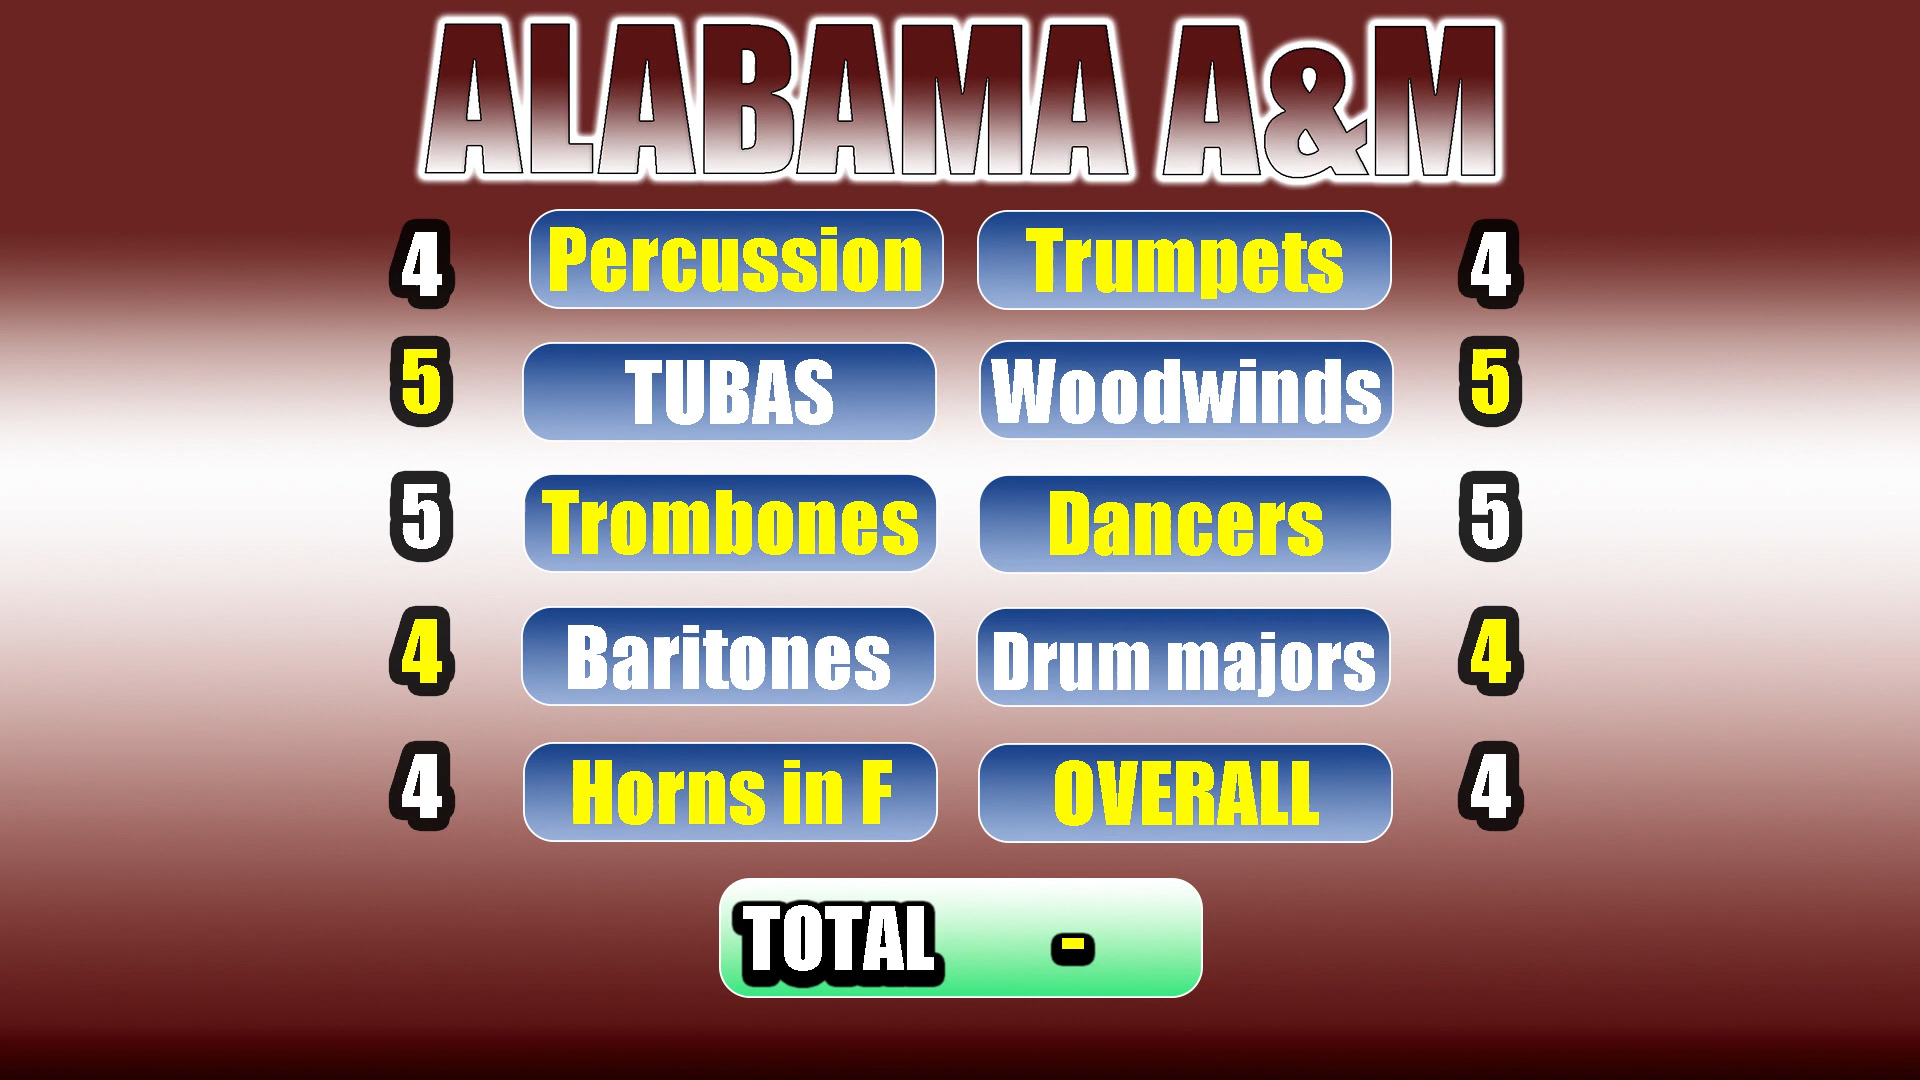 ALABAMA A&M
4 Percussion Trumpets 4
5 TUBAS Woodwinds 5
5 Trombones Dancers 5
4 Baritones Drum majors 4
4 Horns in F OVERALL 4
TOTAL -